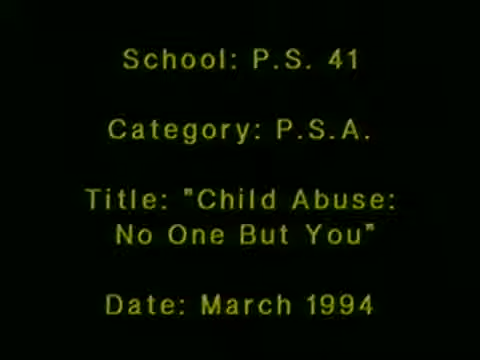 School: P.S. 41
Category: P.S.A.
Title: "Child Abuse:
No One But You"
Date: March 1994